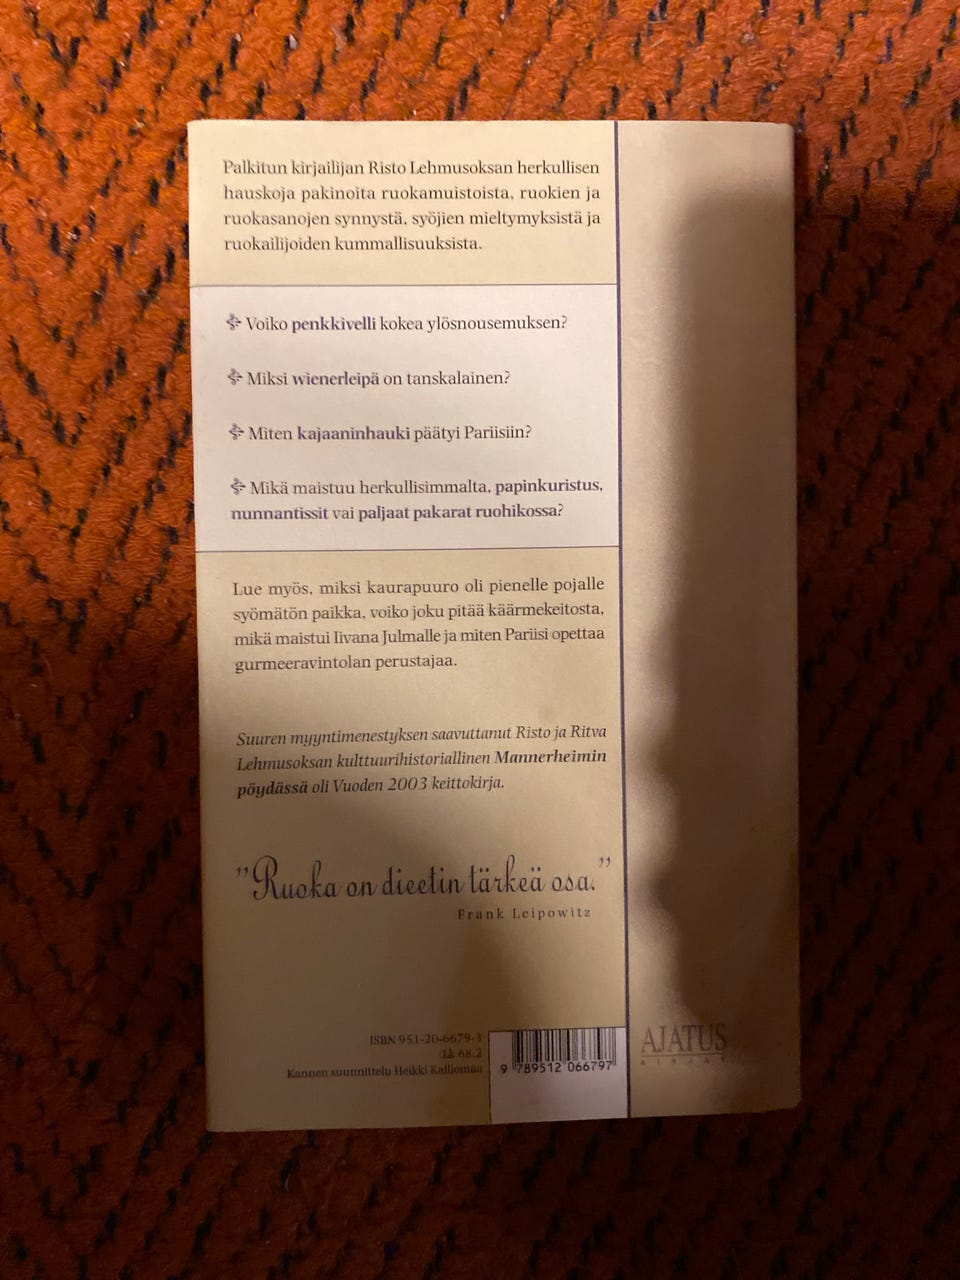 Palkitun kirjailijan Risto Lehmusoksan herkullisen
hauskoja pakinoita ruokamuistoista, ruokien ja
ruokasanojen synnystä, syöjien mieltymyksistä ja
ruokailijoiden kummallisuuksista.
Voiko penkkivelli kokea ylösnousemuksen?
Miksi wienerleipä on tanskalainen?
Miten kajaaninhauki päätyi Pariisiin?
Mikä maistuu herkullisimmalta, papinkuristus,
nunnantissit vai paljaat pakarat ruohikossa?
Lue myös, miksi kaurapuuro oli pienelle pojalle
syömätön paikka, voiko joku pitää käärmekeitosta,
mikä maistui Iivana Julmalle ja miten Pariisi opettaa
gurmeeravintolan perustajaa.
Suuren myyntimenestyksen saavuttanut Risto ja Ritva
Lehmusoksan kulttuurihistoriallinen Mannerheimin
pöydässä oli Vuoden 2003 keittokirja.
”Ruoka on dieetin tärkeä osa.”
Frank Leipowitz
ISBN 951-20-6679-3
Lk 68.2
Kannen suunnittelu Heikki Kalliomaa
9 789512 066797
AJATUS
KIRJAT